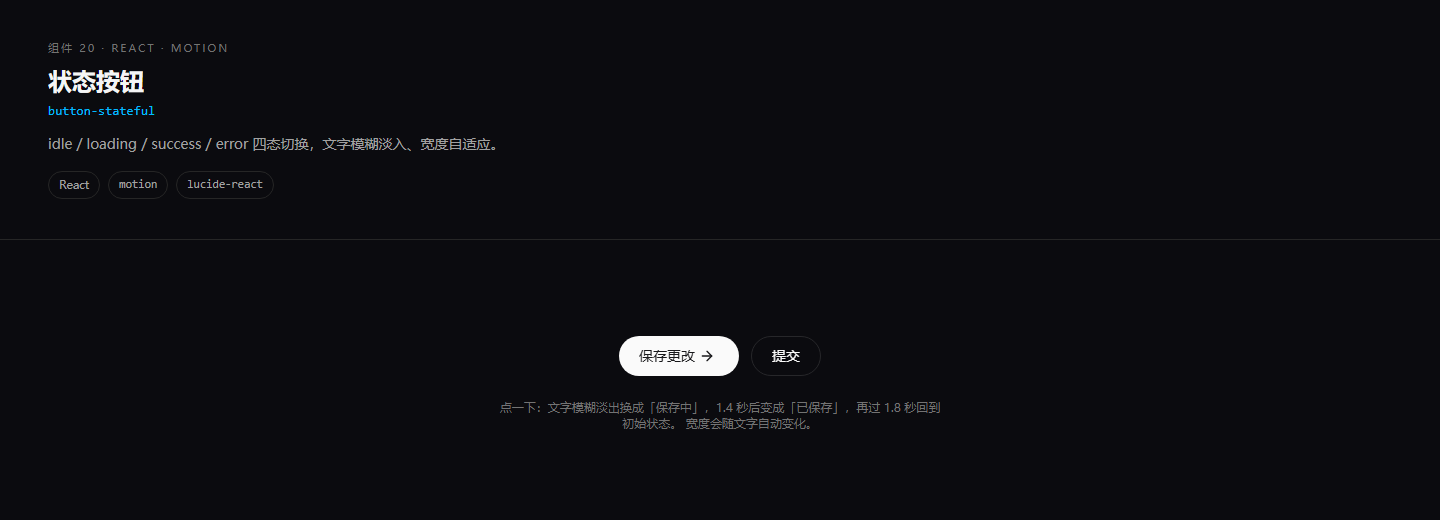 组件 20 · REACT · MOTION
状态按钮
button-stateful
idle / loading / success / error 四态切换，文字模糊淡入、宽度自适应。
React motion lucide-react
保存更改 → 提交
点一下：文字模糊淡出换成「保存中」，1.4 秒后变成「已保存」，再过 1.8 秒回到
初始状态。 宽度会随文字自动变化。